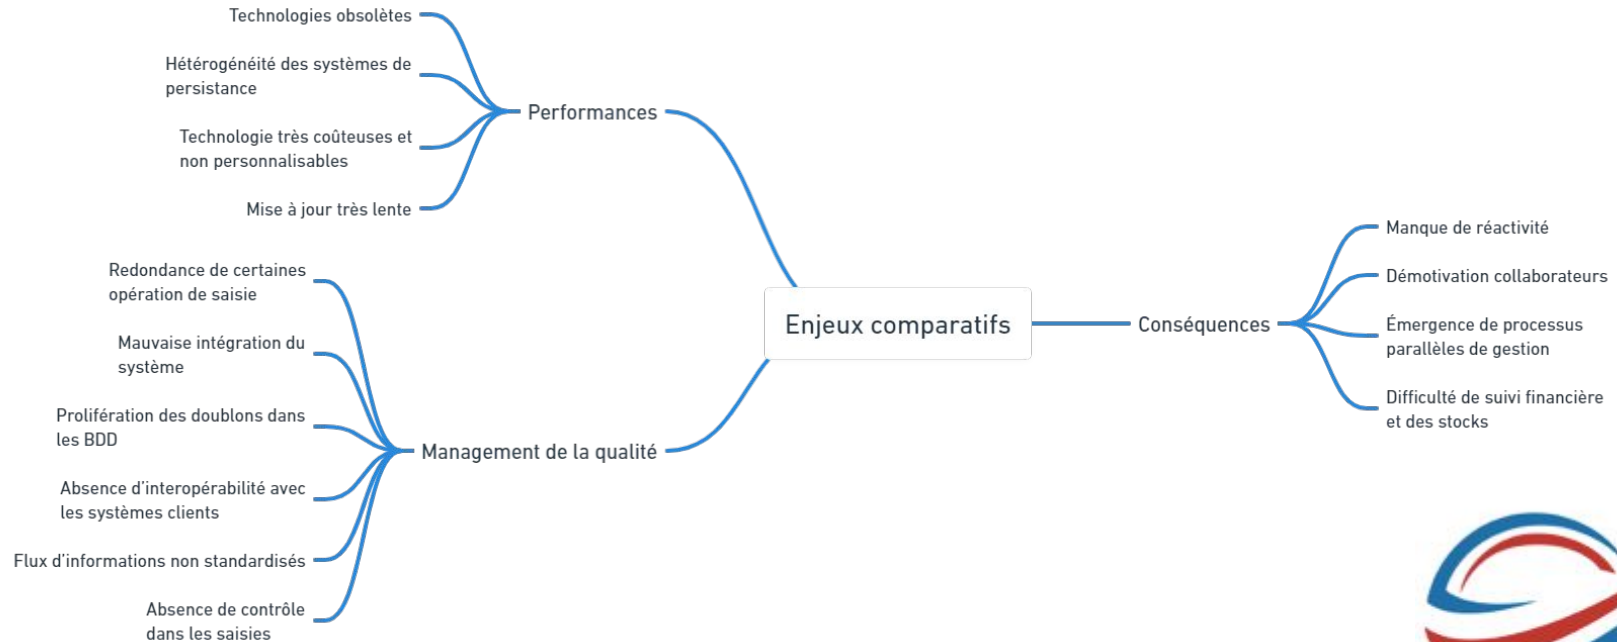 Technologies obsolètes
Hétérogénéité des systèmes de
persistance
Technologie très coûteuses et
non personnalisables
Mise à jour très lente
Performances
Redondance de certaines
opération de saisie
Mauvaise intégration du
système
Prolifération des doublons dans
les BDD
Absence d'interopérabilité avec
les systèmes clients
Flux d'informations non standardisés
Absence de contrôle
dans les saisies
Management de la qualité
Enjeux comparatifs
Conséquences
Manque de réactivité
Démotivation collaborateurs
Émergence de processus
parallèles de gestion
Difficulté de suivi financière
et des stocks